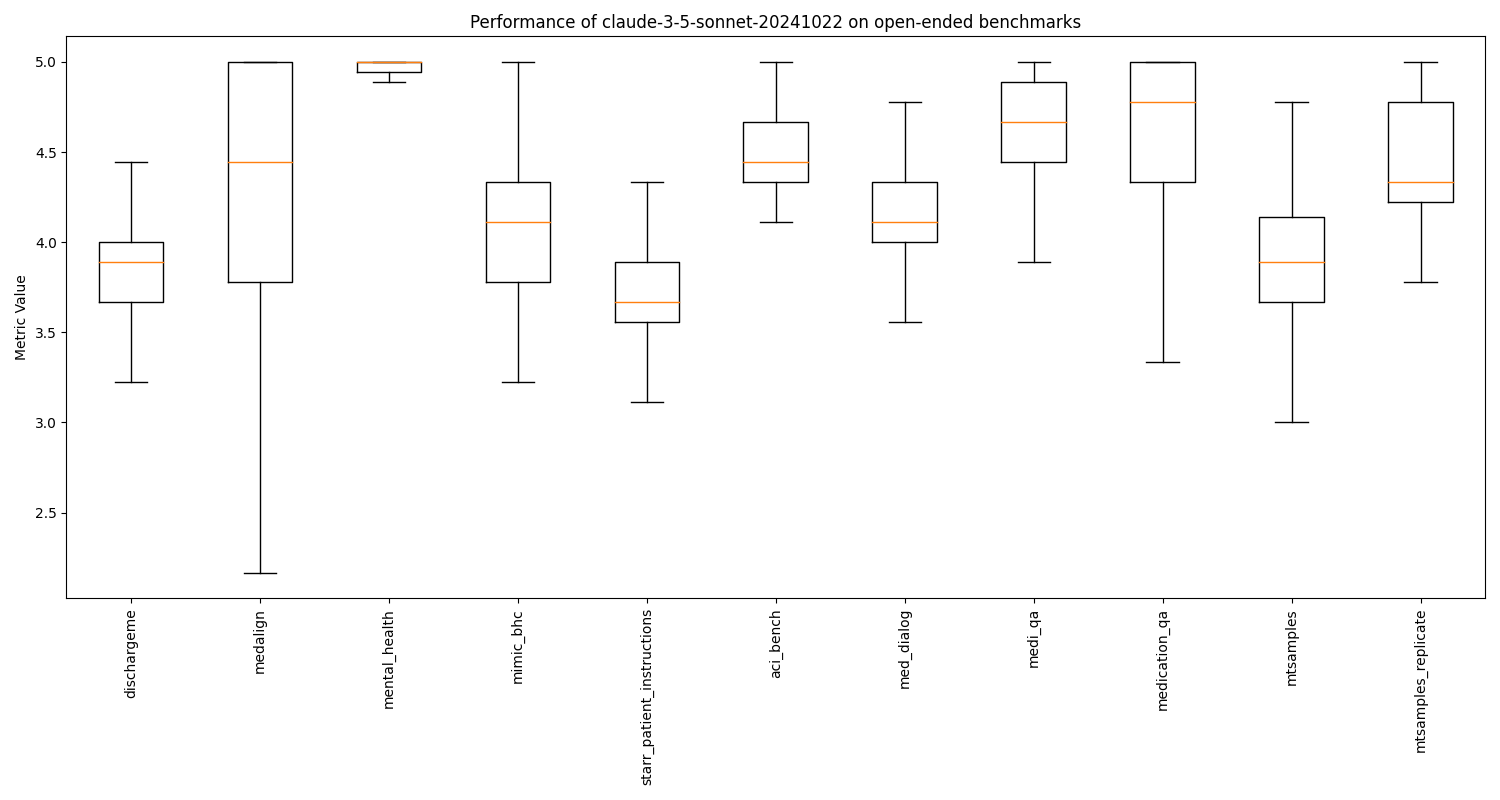 Performance of claude-3-5-sonnet-20241022 on open-ended benchmarks
Metric Value
5.0
4.5
4.0
3.5
3.0
2.5
dischargeme
medalign
mental_health
mimic_bhc
starr_patient_instructions
aci_bench
med_dialog
medi_qa
medication_qa
mtsamples
mtsamples_replicate